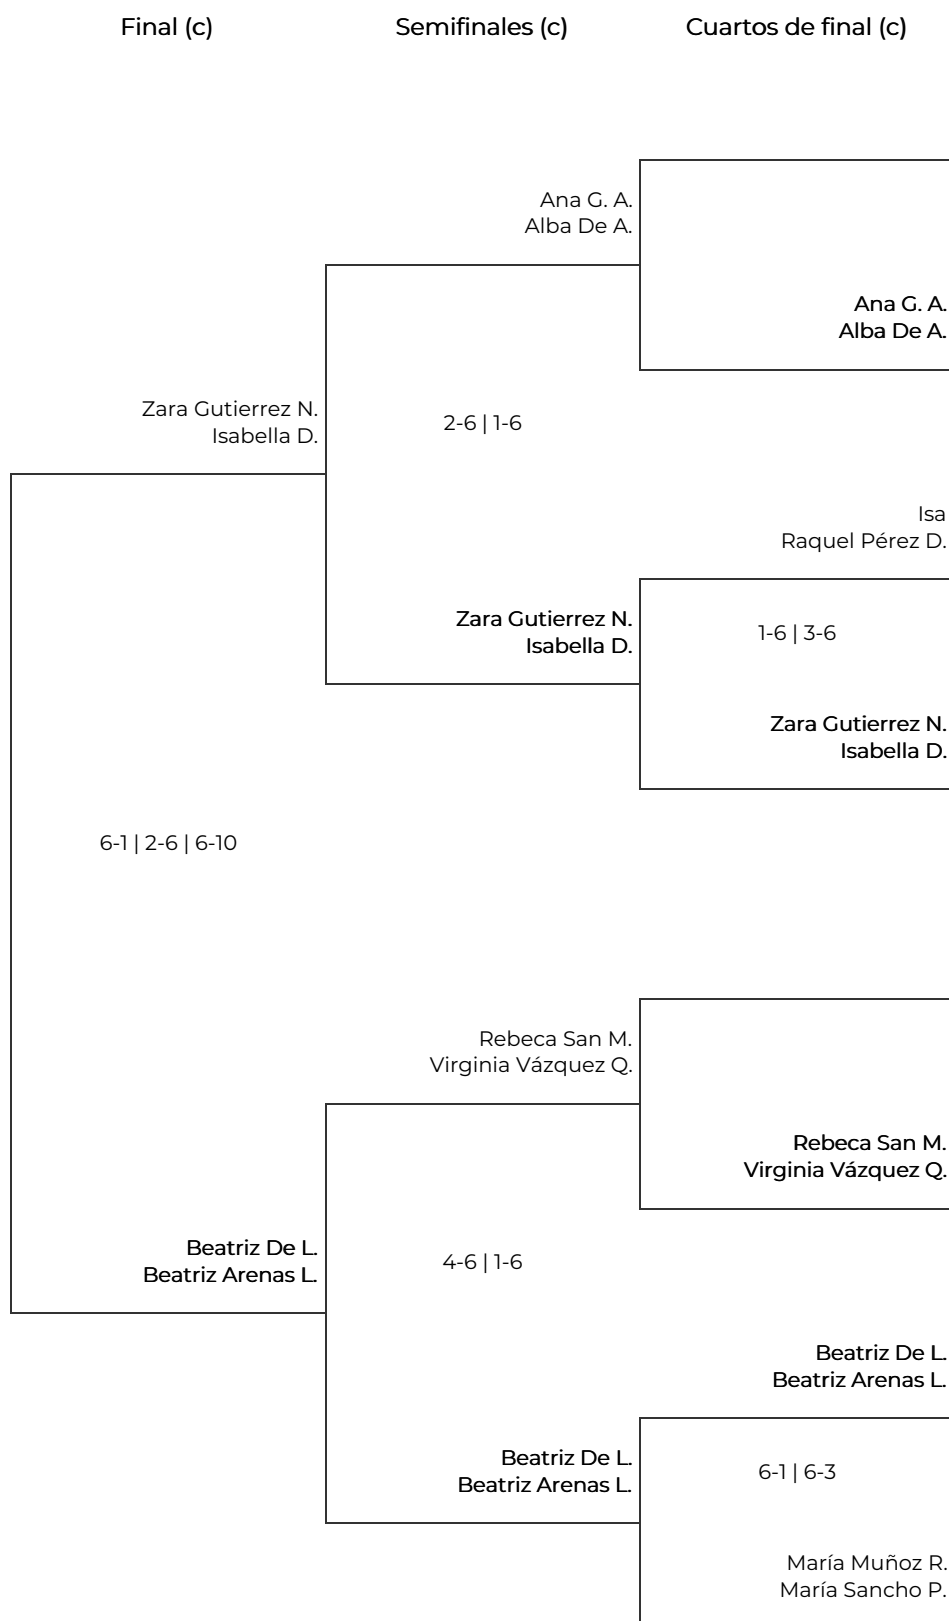 Final (c)
Semifinales (c)
Cuartos de final (c)
Ana G. A.
Alba De A.
Ana G. A.
Alba De A.
Zara Gutierrez N.
Isabella D.
2-6 | 1-6
Isa
Raquel Pérez D.
Zara Gutierrez N.
Isabella D.
1-6 | 3-6
Zara Gutierrez N.
Isabella D.
6-1 | 2-6 | 6-10
Rebeca San M.
Virginia Vázquez Q.
Rebeca San M.
Virginia Vázquez Q.
Beatriz De L.
Beatriz Arenas L.
4-6 | 1-6
Beatriz De L.
Beatriz Arenas L.
Beatriz De L.
Beatriz Arenas L.
6-1 | 6-3
María Muñoz R.
María Sancho P.